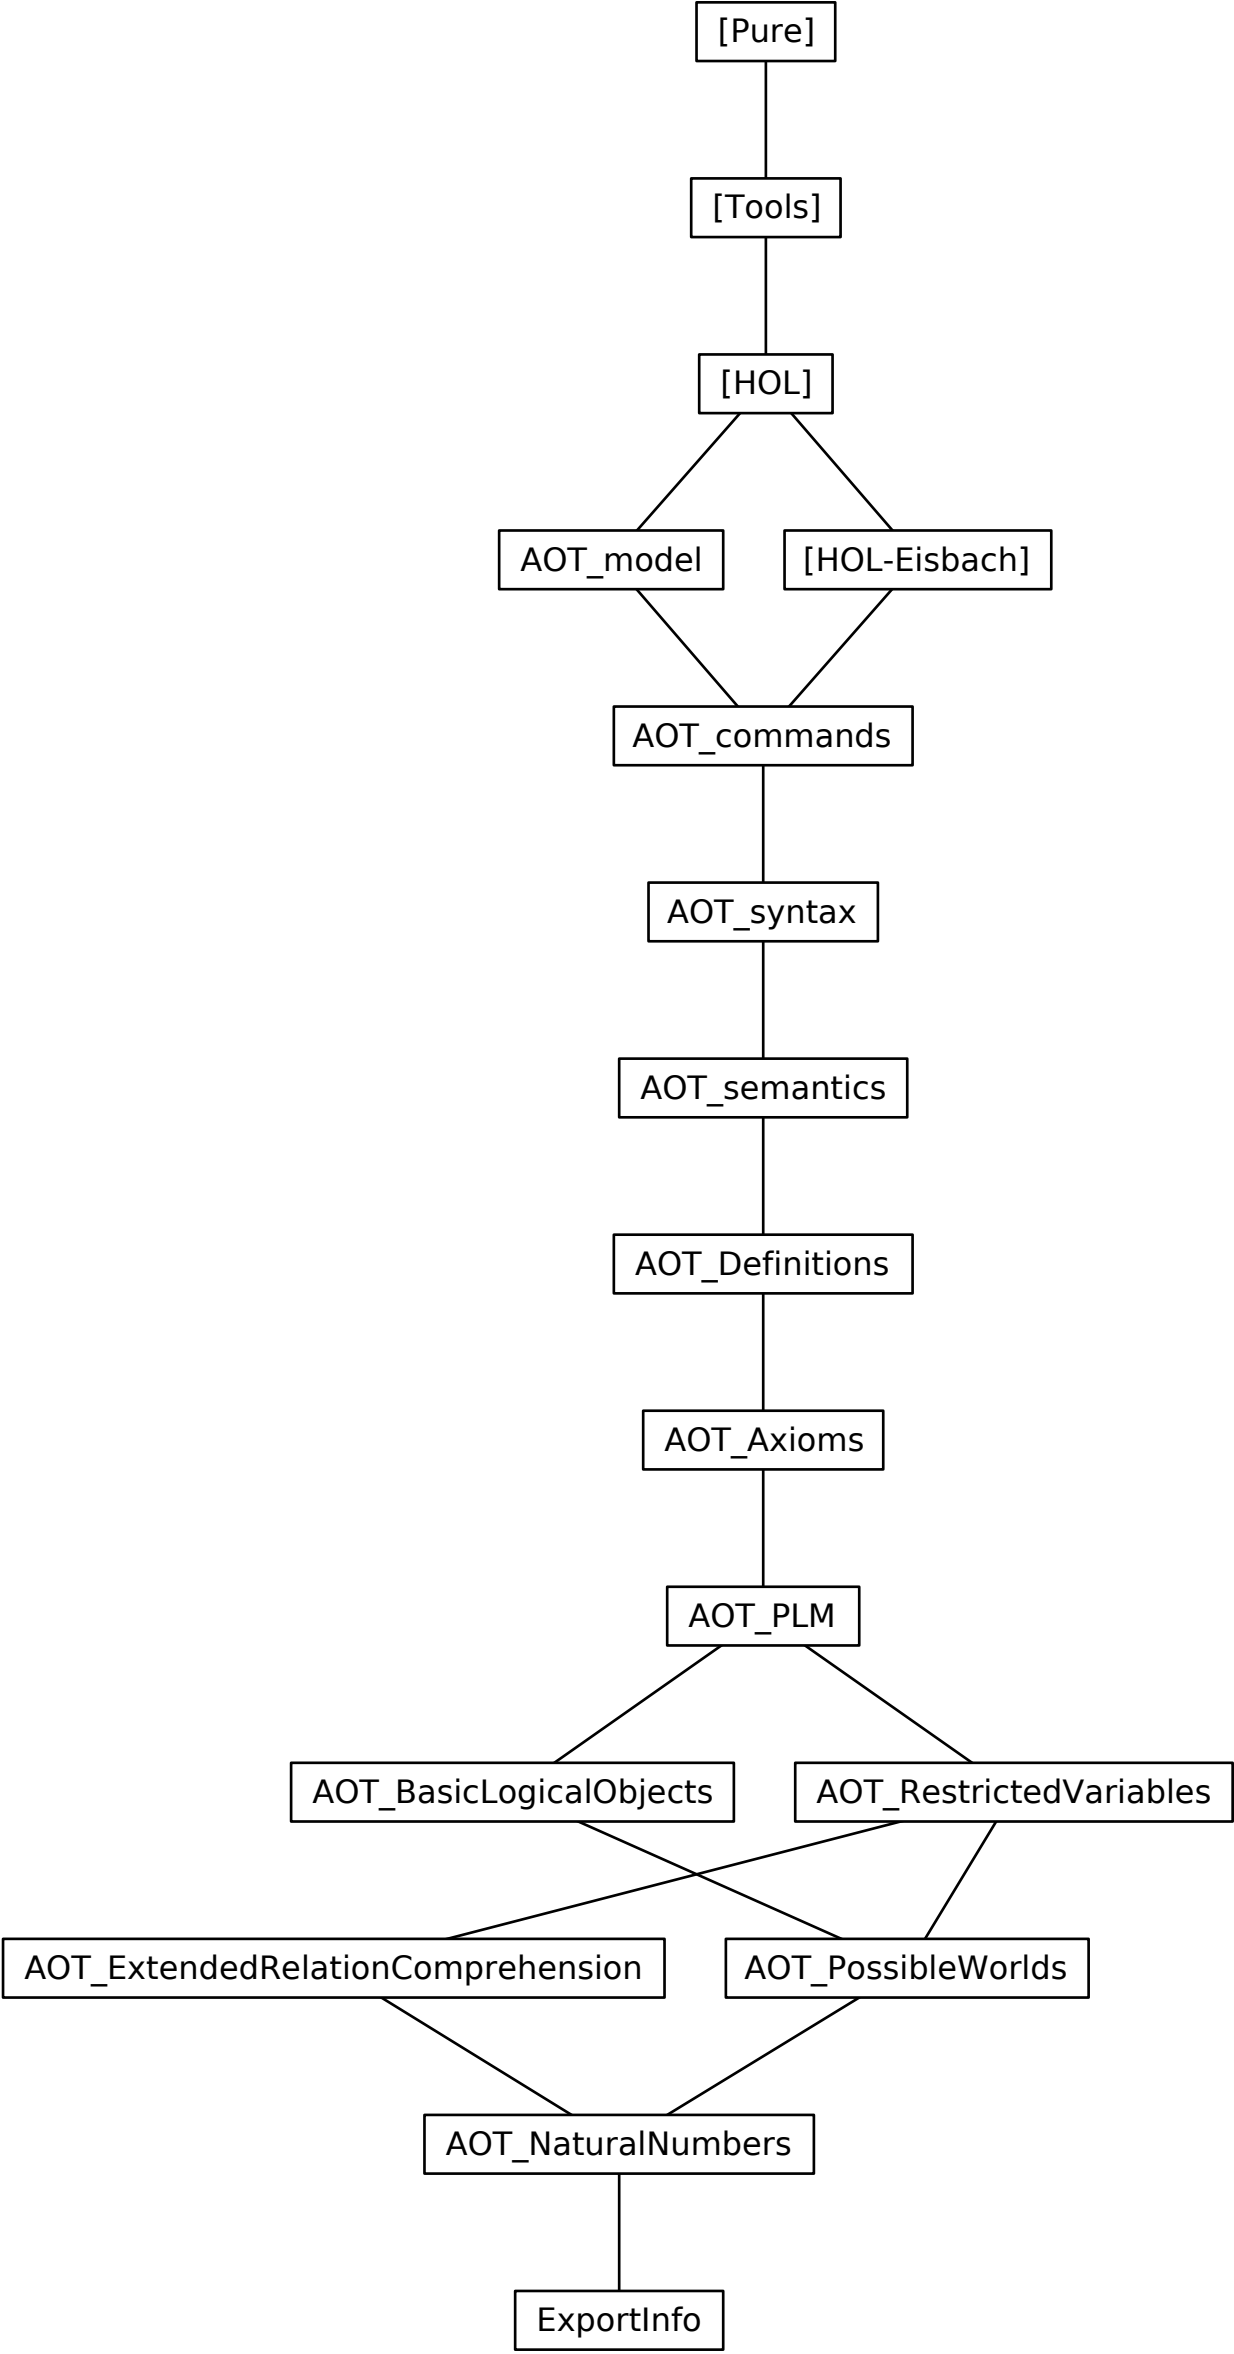 [Pure]
[Tools]
[HOL]
AOT_model
[HOL-Eisbach]
AOT_commands
AOT_syntax
AOT_semantics
AOT_Definitions
AOT_Axioms
AOT_PLM
AOT_BasicLogicalObjects
AOT_RestrictedVariables
AOT_ExtendedRelationComprehension
AOT_PossibleWorlds
AOT_NaturalNumbers
ExportInfo